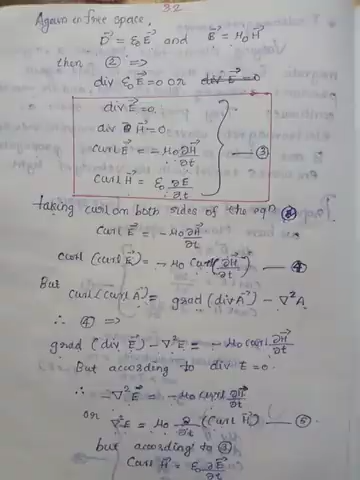 32
Again in free space,
D⃗ = ε₀E⃗ and B⃗ = μ₀H⃗
then ② =>
div ε₀E⃗ = 0 or div E⃗ = 0
div E⃗ = 0.
div H⃗ = 0.
curl E⃗ = -μ₀ ∂H⃗/∂t — ③
curl H⃗ = ε₀ ∂E/∂t
taking curl on both sides of the eqn
curl E⃗ = -μ₀ ∂H⃗/∂t
curl (curl E⃗) = -μ₀ curl (∂H⃗/∂t) — ④
But
curl (curl A⃗) = grad (div A⃗) - ∇²A
∴ ④ =>
grad (div E⃗) - ∇²E = -μ₀ curl ∂H⃗/∂t
But according to div E = 0.
∴ -∇²E⃗ = -μ₀ curl ∂H⃗/∂t
or ∇²E = μ₀ ∂/∂t (curl H⃗) — ⑤
but according to ③
curl H⃗ = ε₀ ∂E⃗/∂t